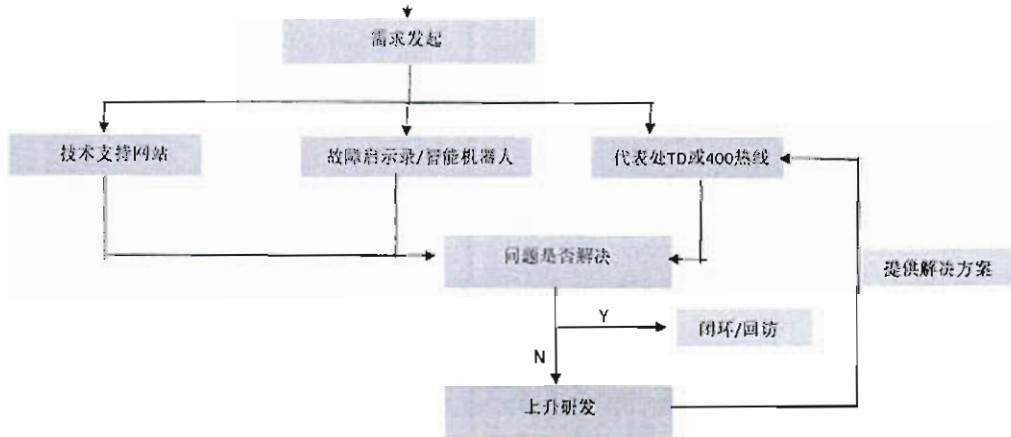 需求发起
技术支持网站
故障启示录/智能机器人
代表处TD或400热线
问题是否解决
提供解决方案
Y
闭环/回访
N
上升研发